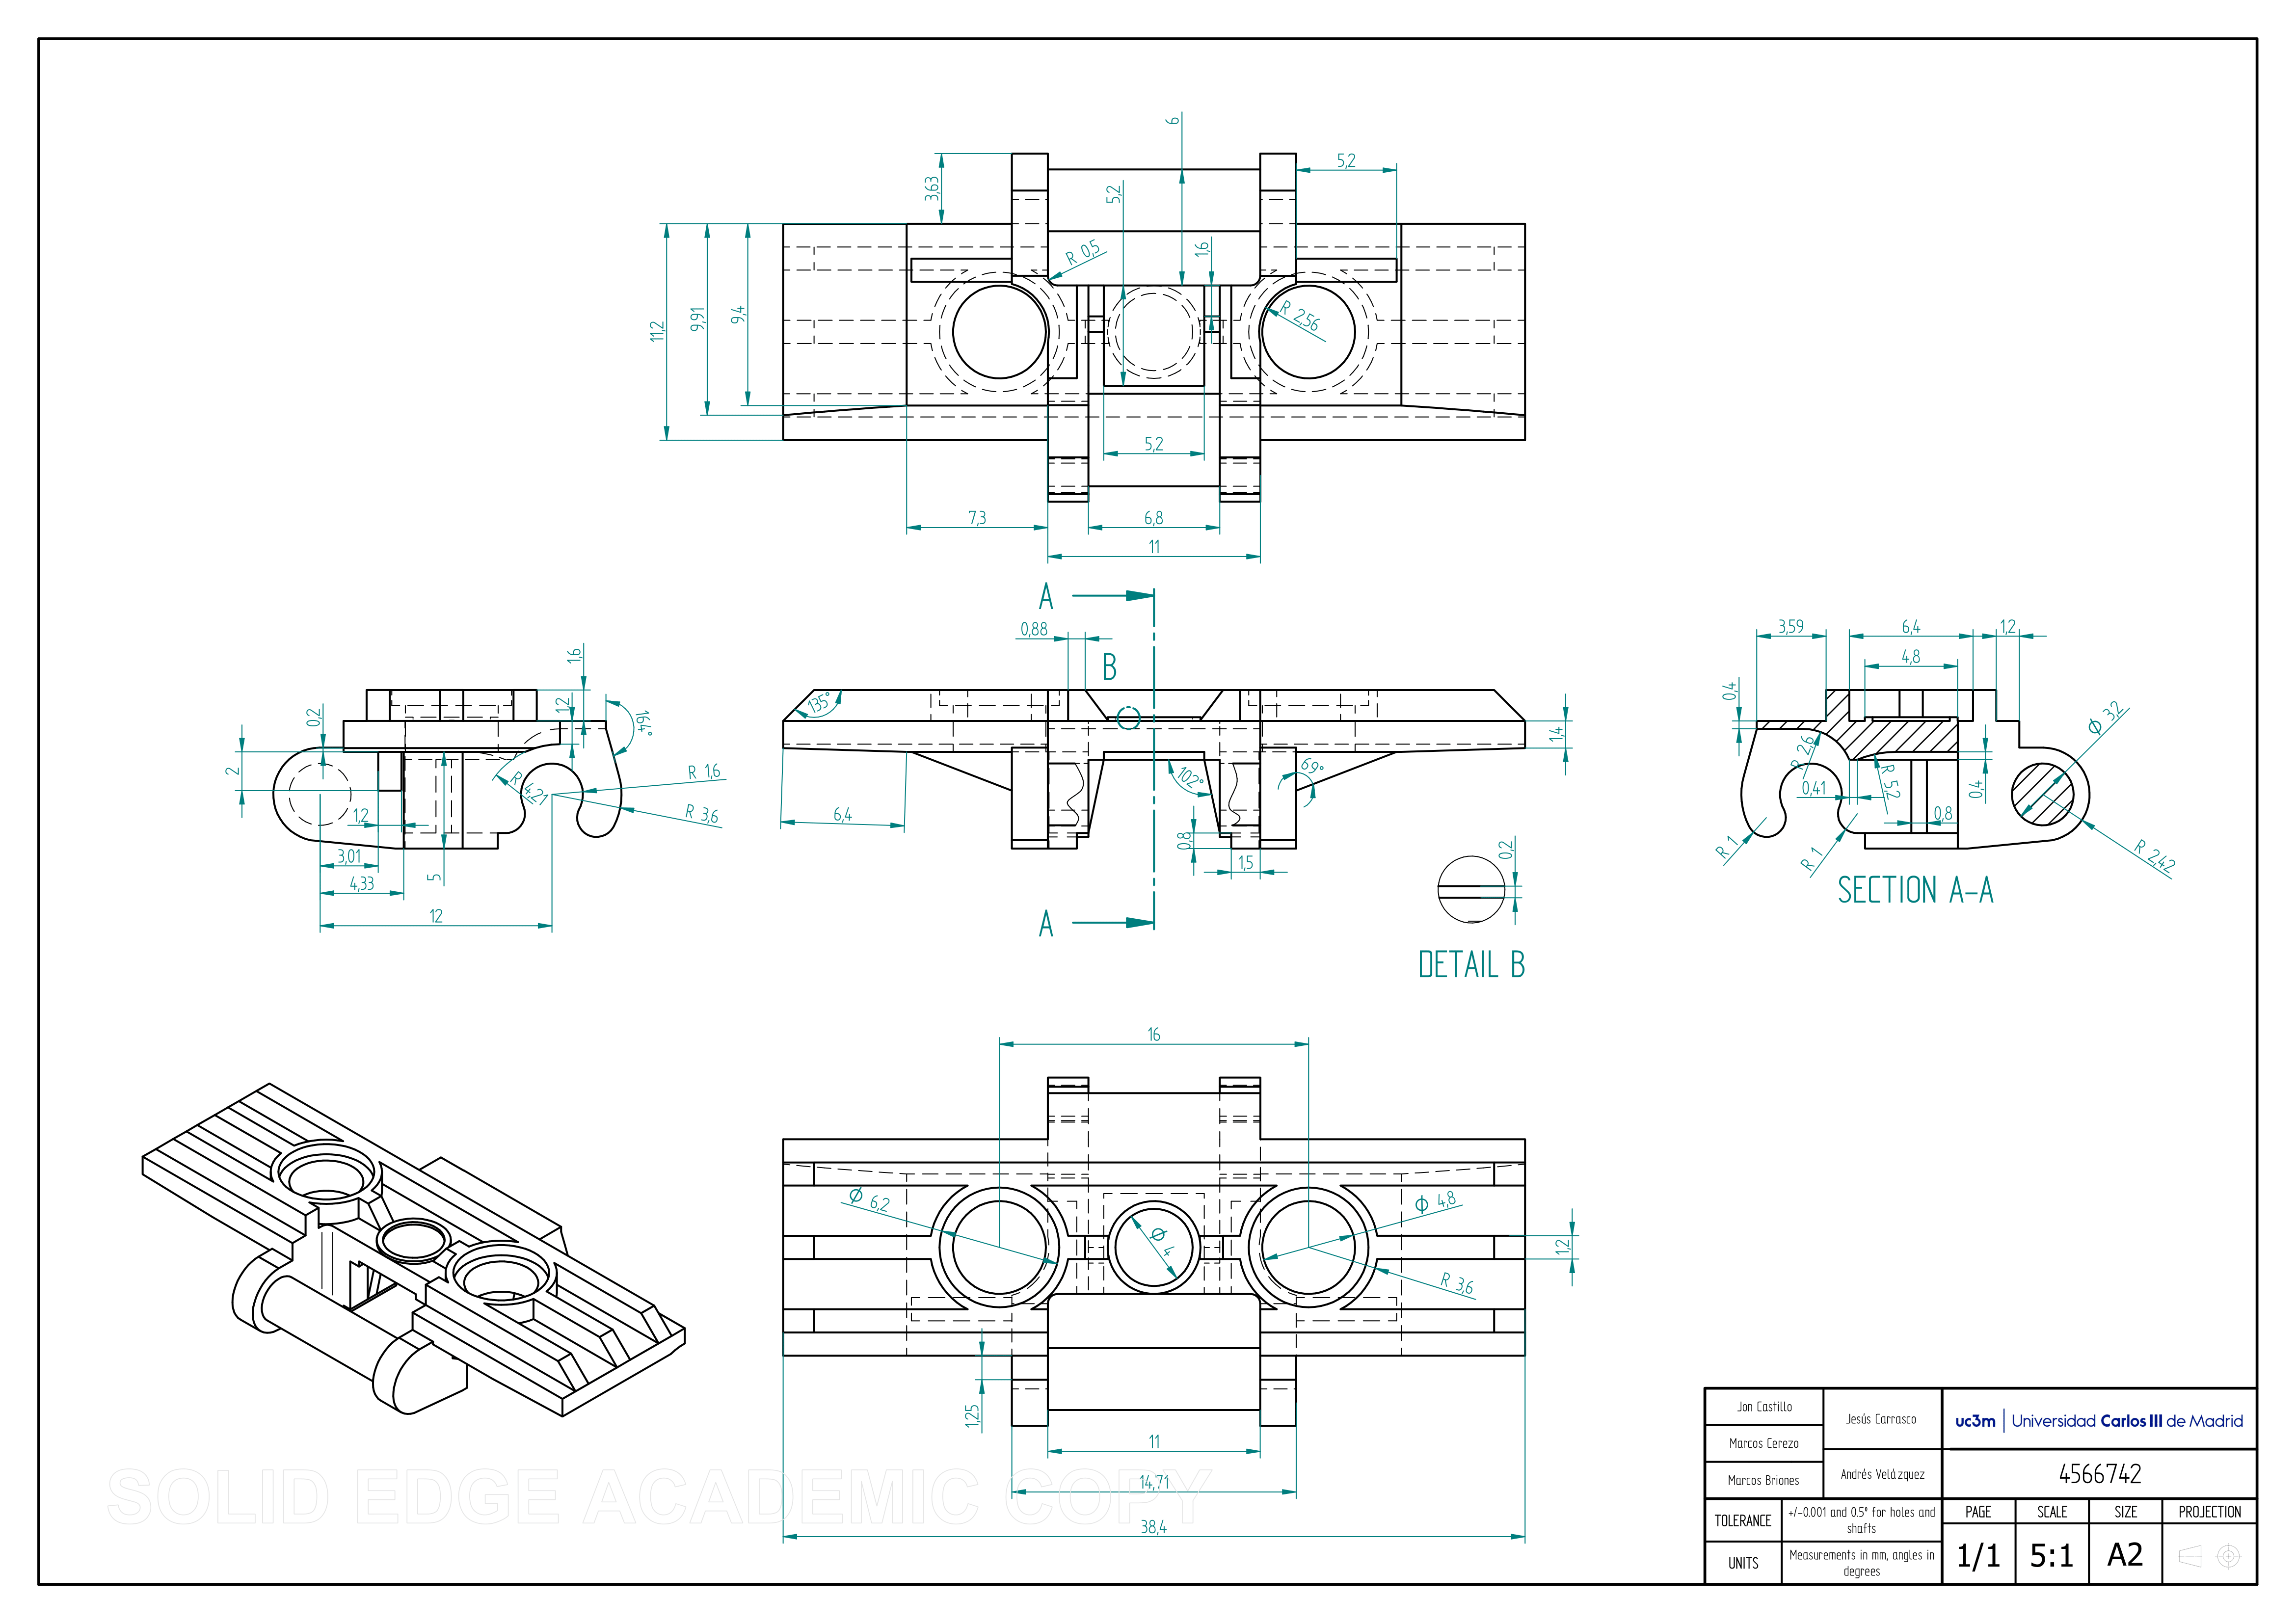 6
3,63
5,2
5,2
R 0,5
1,6
R 2,56
11,2
9,91
9,4
5,2
7,3
6,8
11
A
0,88
B
135°
1,4
102°
69°
6,4
0,8
1,5
A
0,2
DETAIL B
1,6
1,2
164°
0,2
2
R 4,21
R 1,6
R 3,6
1,2
3,01
4,33
5
12
3,59
6,4
1,2
4,8
0,4
Ø 3,2
R 2,6
R 5,2
0,41
0,4
0,8
R 1
R 1
R 2,42
SECTION A-A
16
Ø 6,2
Ø 4
Ø 4,8
1,2
R 3,6
1,25
11
14,71
38,4
SOLID EDGE ACADEMIC COPY
Jon Castillo
Marcos Cerezo
Marcos Briones
Jesús Carrasco
Andrés Velázquez
uc3m | Universidad Carlos III de Madrid
4566742
TOLERANCE
+/-0.001 and 0.5° for holes and
shafts
UNITS
Measurements in mm, angles in
degrees
PAGE
SCALE
SIZE
PROJECTION
1/1
5:1
A2